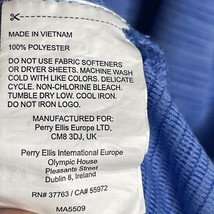 MADE IN VIETNAM
100% POLYESTER
DO NOT USE FABRIC SOFTENERS
OR DRYER SHEETS. MACHINE WASH
COLD WITH LIKE COLORS. DELICATE
CYCLE. NON-CHLORINE BLEACH.
TUMBLE DRY LOW. COOL IRON.
DO NOT IRON LOGO.
MANUFACTURED FOR:
Perry Ellis Europe LTD,
CM8 3DJ, UK
Perry Ellis International Europe
Olympic House
Pleasants Street
Dublin 8, Ireland
RN# 37763 / CA# 55972
MA5509